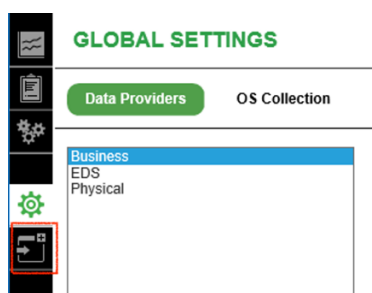 GLOBAL SETTINGS
Data Providers OS Collection
Business
EDS
Physical